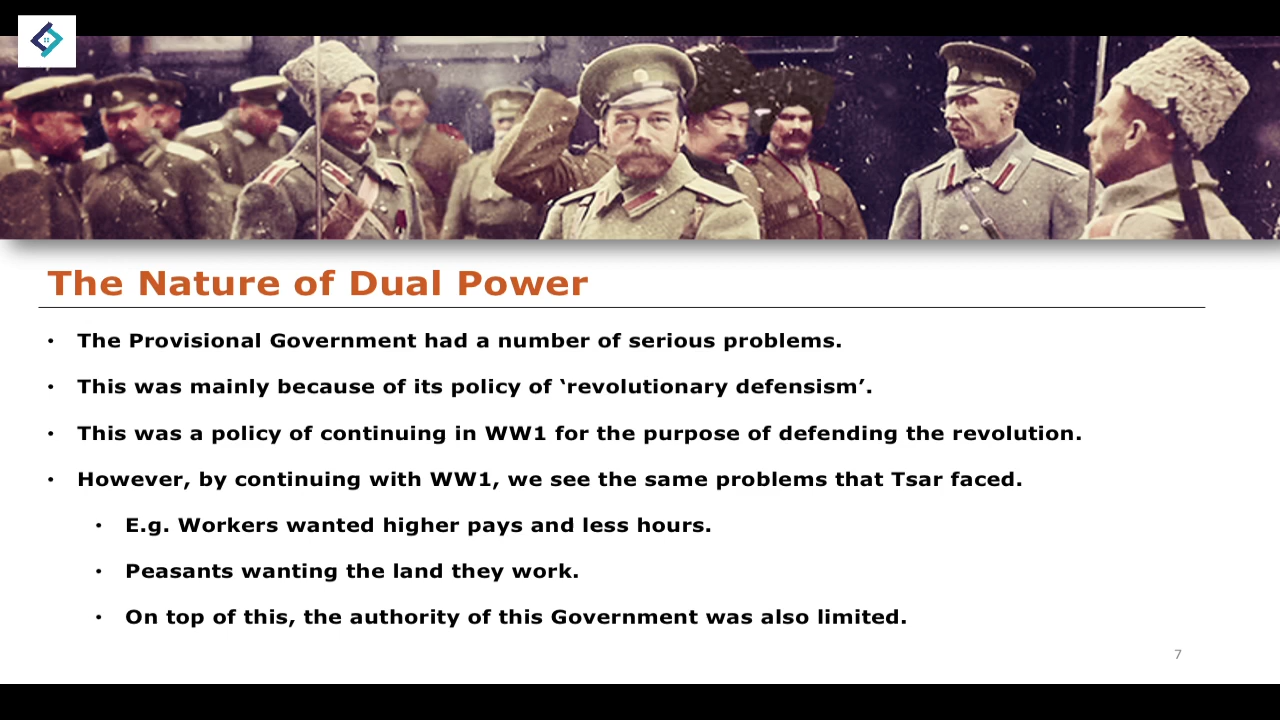 The Nature of Dual Power
• The Provisional Government had a number of serious problems.
• This was mainly because of its policy of ‘revolutionary defensism’.
• This was a policy of continuing in WW1 for the purpose of defending the revolution.
• However, by continuing with WW1, we see the same problems that Tsar faced.
• E.g. Workers wanted higher pays and less hours.
• Peasants wanting the land they work.
• On top of this, the authority of this Government was also limited.
7